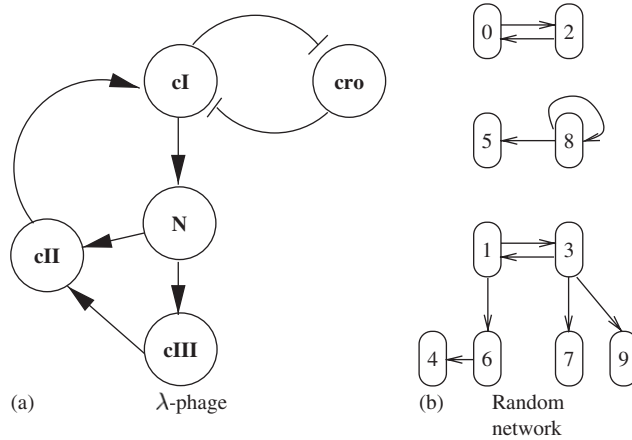 cI
cro
N
cII
cIII
(a) λ-phage
0 2
5 8
1 3
4 6 7 9
(b) Random
network